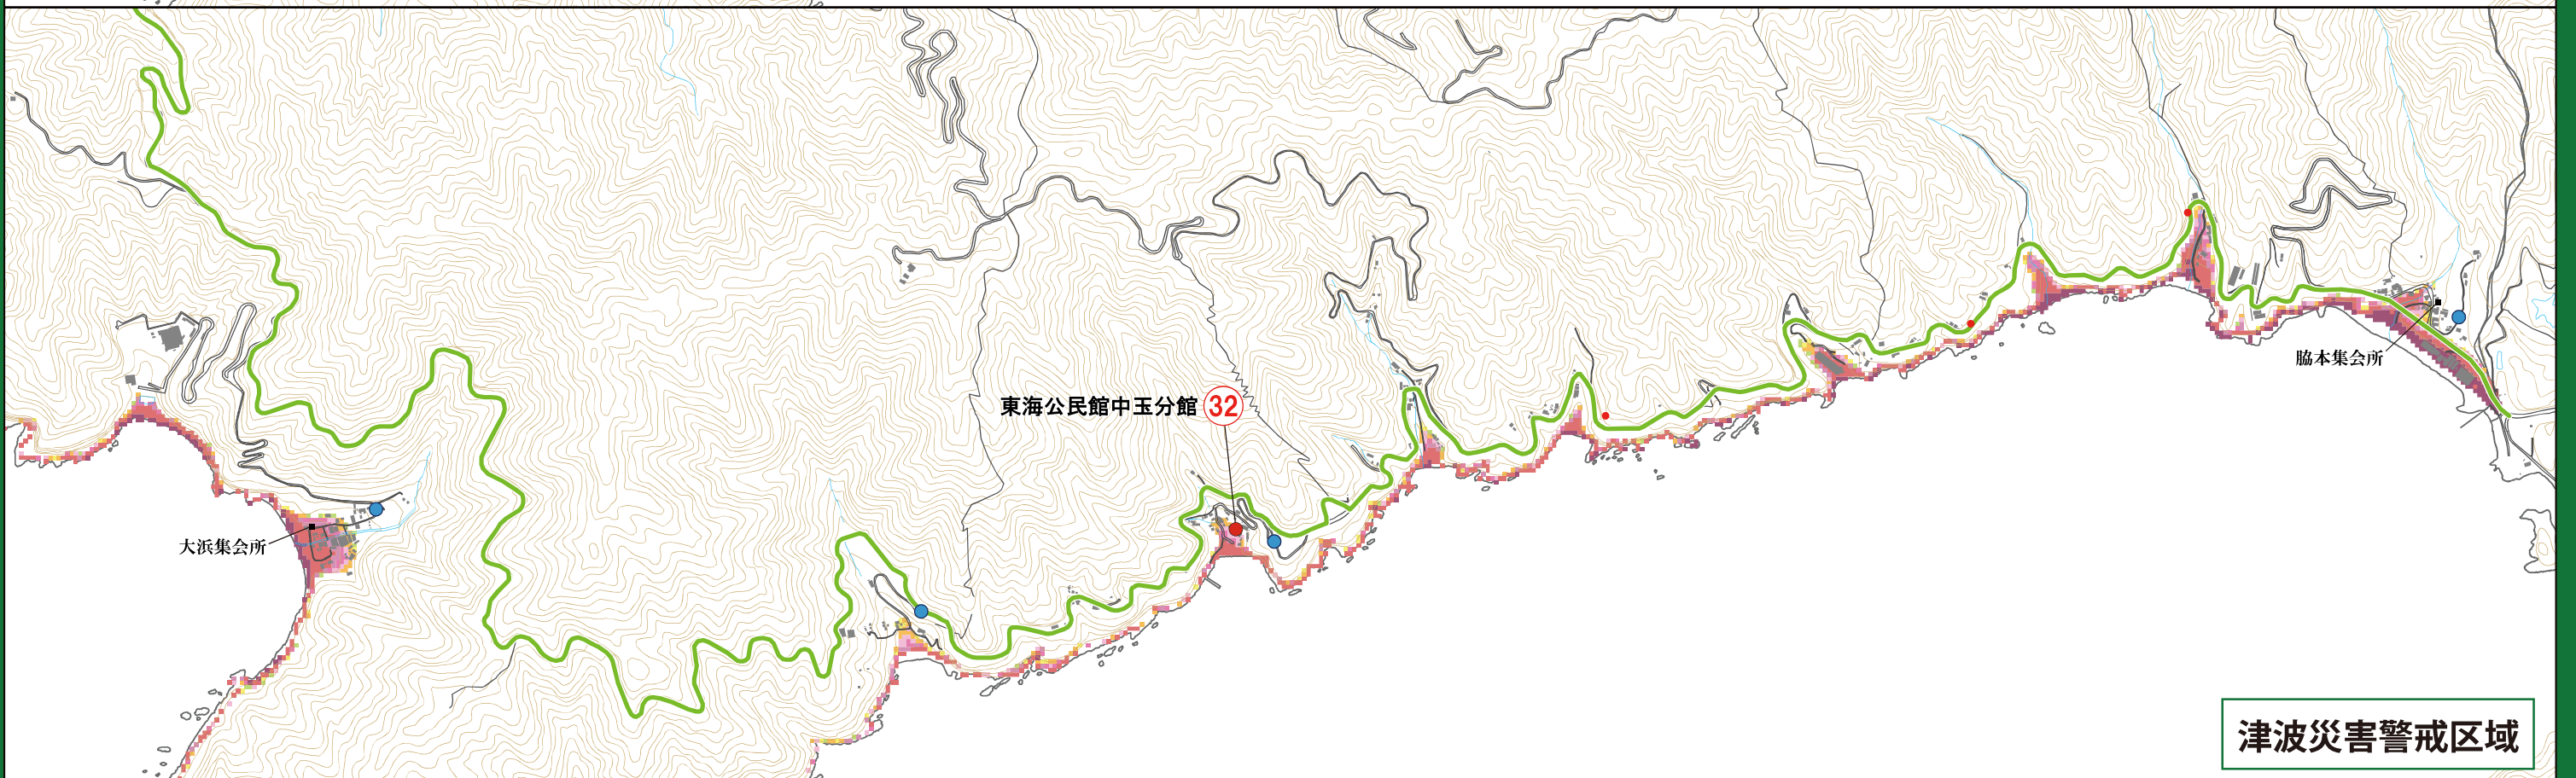 脇本集会所
東海公民館中玉分館 32
大浜集会所
津波災害警戒区域